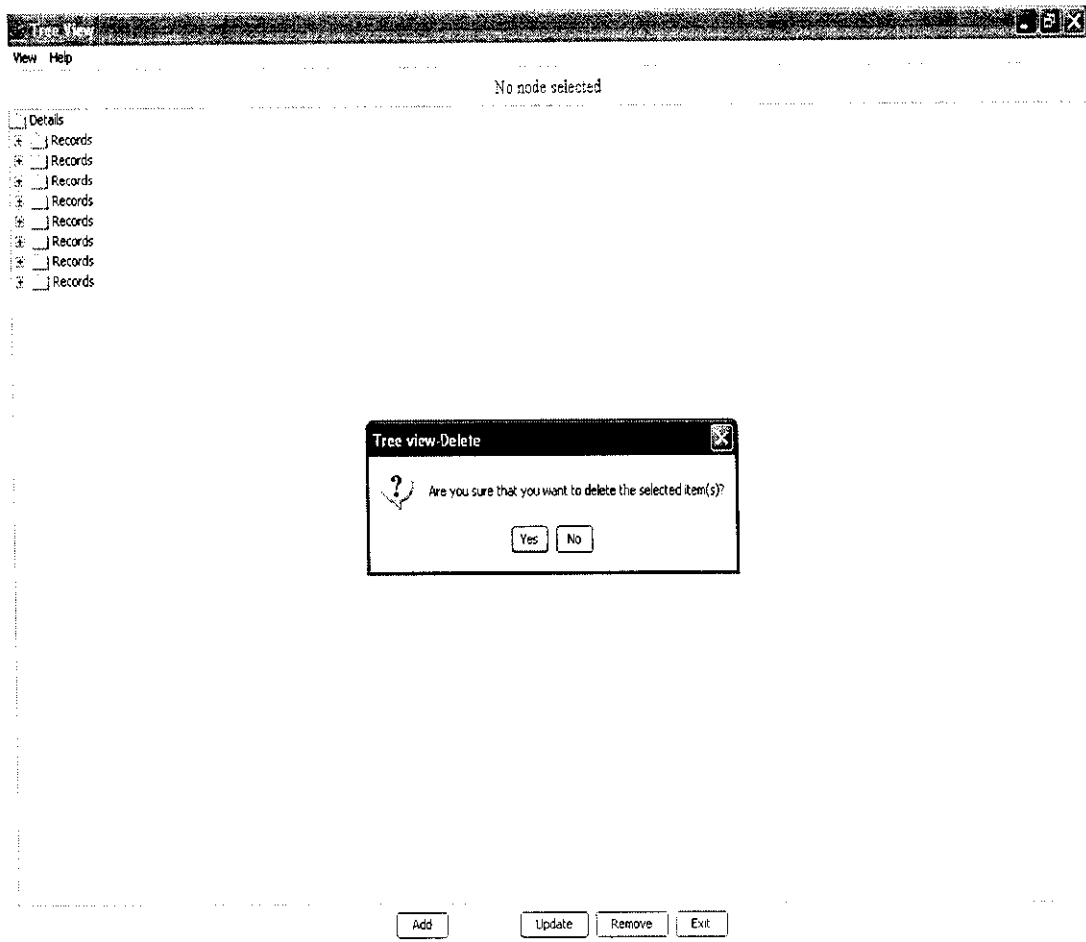 Tree View
View Help
No node selected
Details
Records
Records
Records
Records
Records
Records
Records
Records
Tree view-Delete
Are you sure that you want to delete the selected item(s)?
Yes No
Add Update Remove Exit